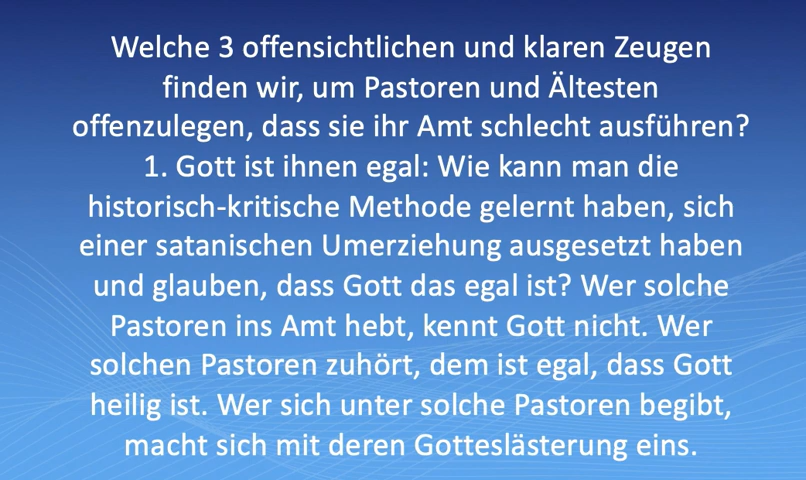 Welche 3 offensichtlichen und klaren Zeugen
finden wir, um Pastoren und Ältesten
offenzulegen, dass sie ihr Amt schlecht ausführen?
1. Gott ist ihnen egal: Wie kann man die
historisch-kritische Methode gelernt haben, sich
einer satanischen Umerziehung ausgesetzt haben
und glauben, dass Gott das egal ist? Wer solche
Pastoren ins Amt hebt, kennt Gott nicht. Wer
solchen Pastoren zuhört, dem ist egal, dass Gott
heilig ist. Wer sich unter solche Pastoren begibt,
macht sich mit deren Gotteslästerung eins.